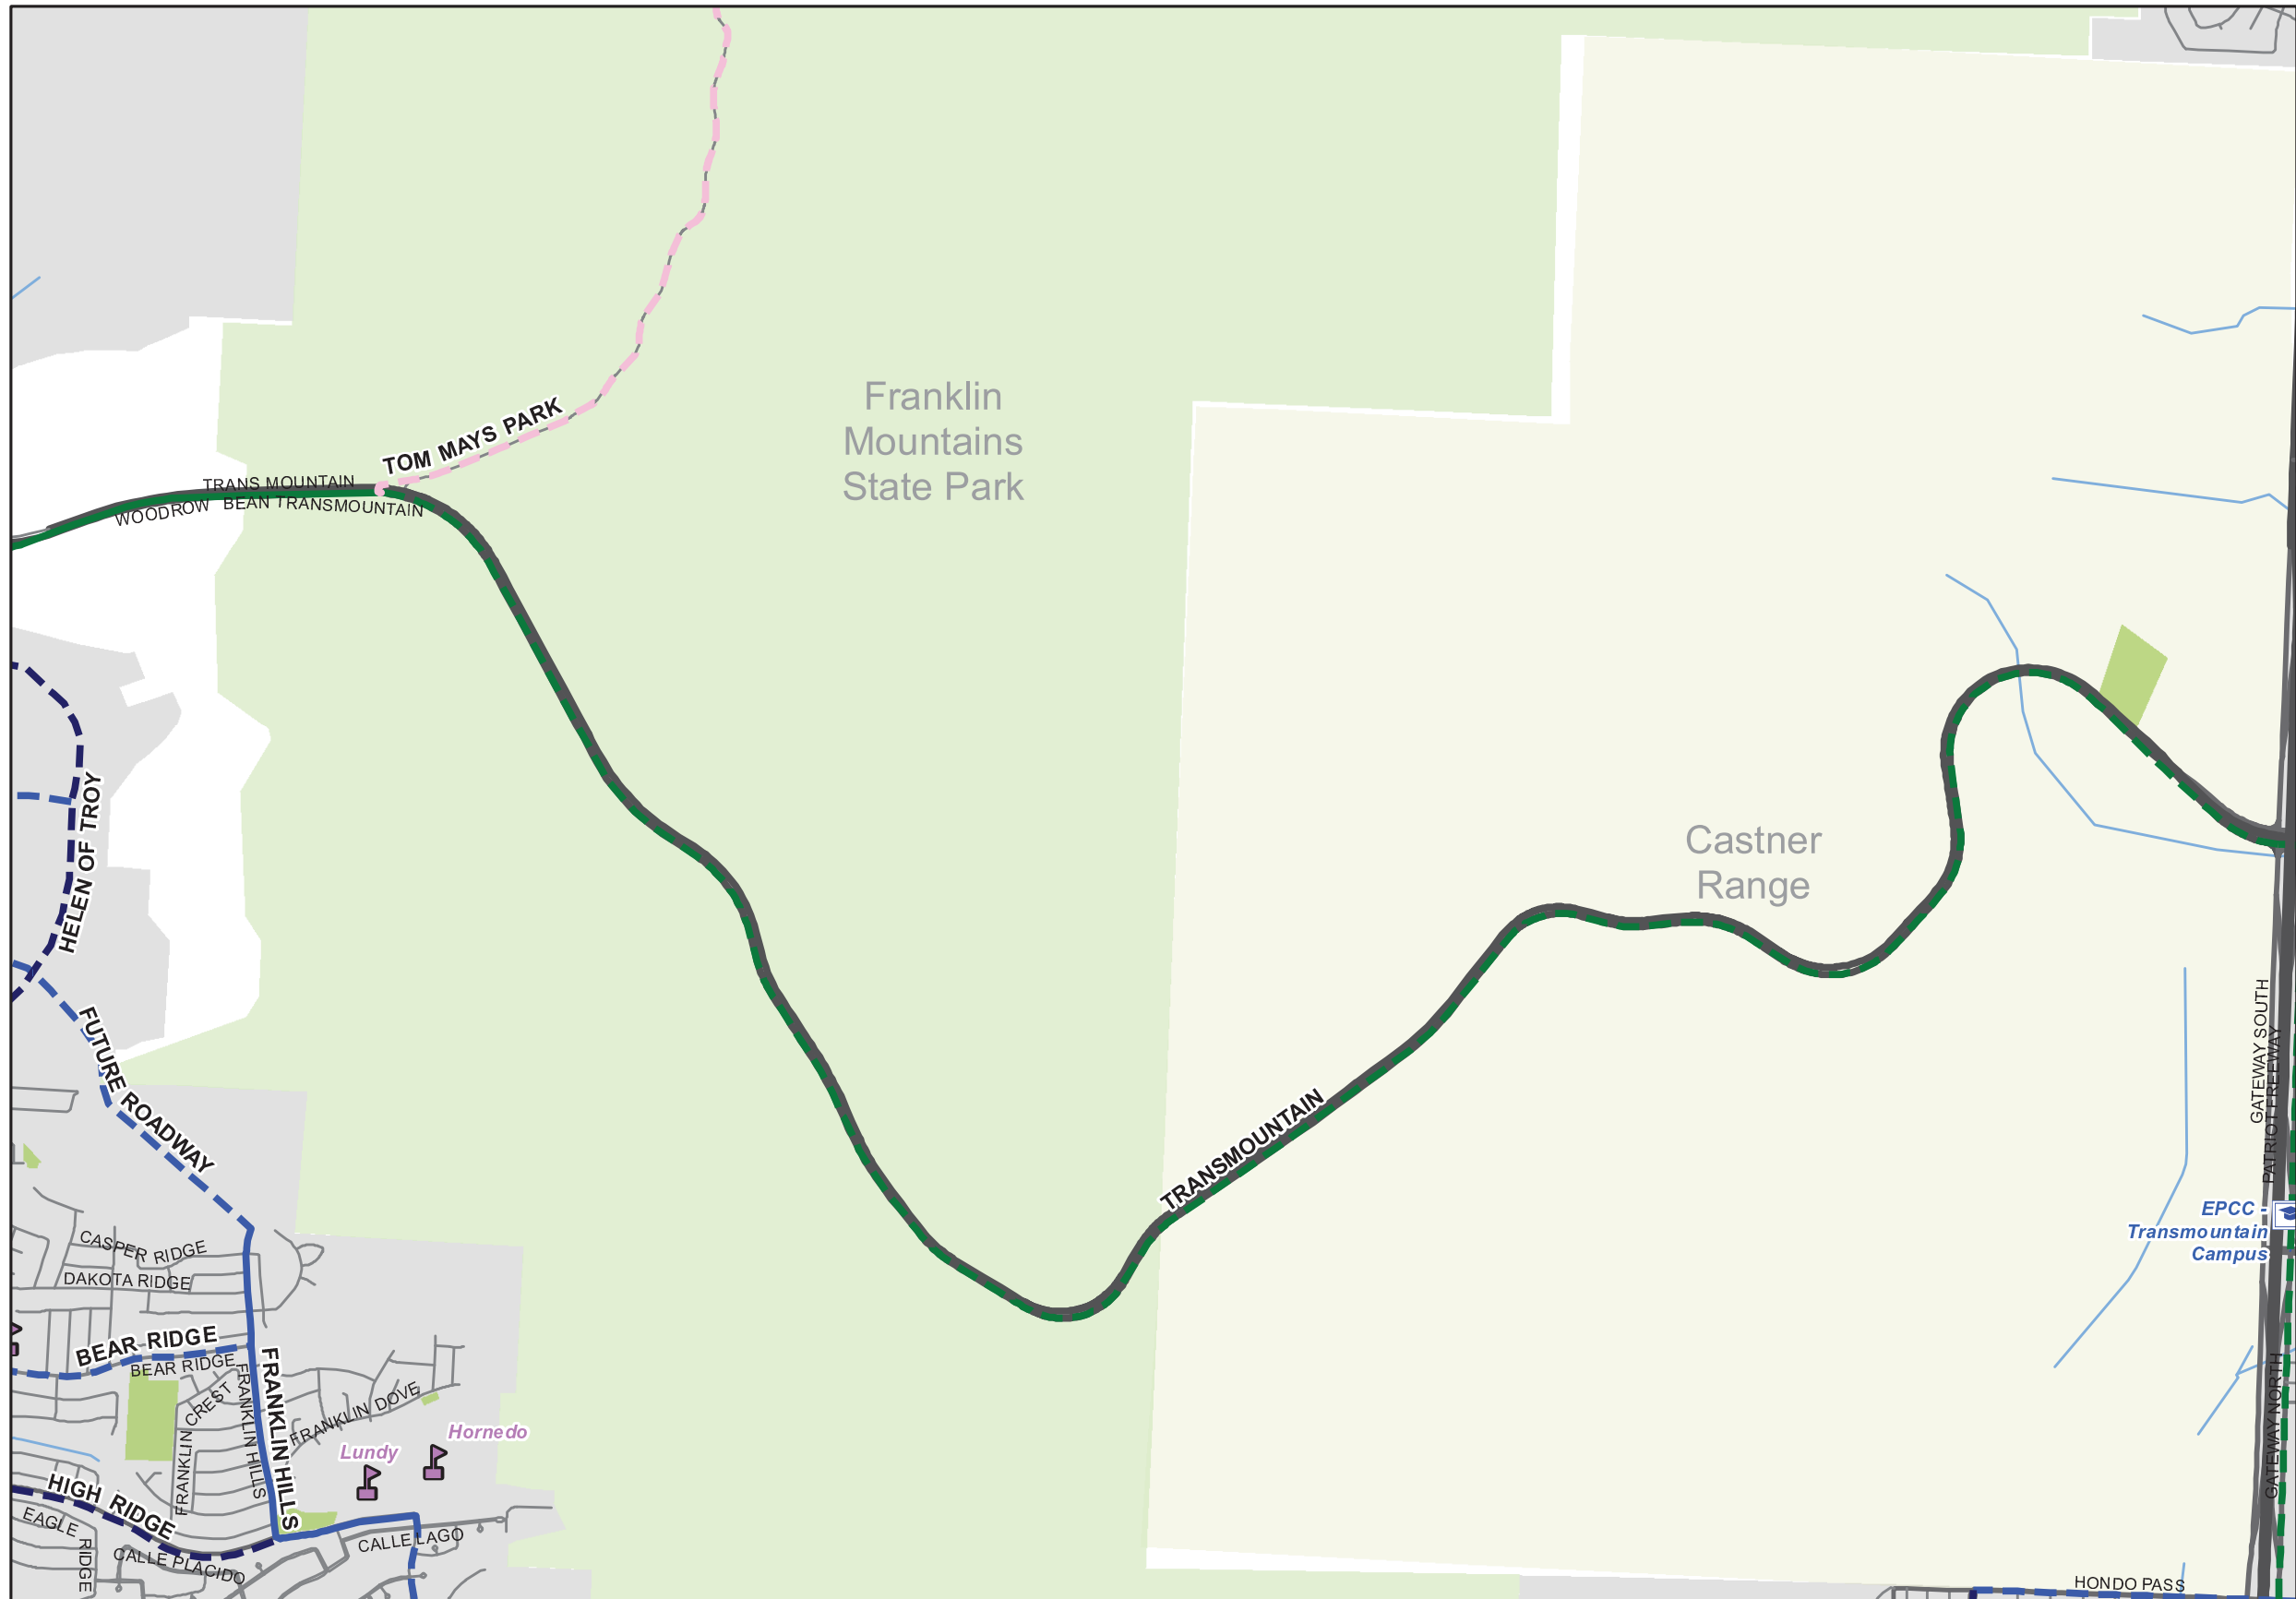 Franklin
Mountains
State Park
TOM MAYS PARK
TRANS MOUNTAIN
WOODROW BEAN TRANSMOUNTAIN
HELEN OF TROY
Castner
Range
FUTURE ROADWAY
TRANSMOUNTAIN
GATEWAY SOUTH
PATRIOT FREEWAY
EPCC -
Transmountain
Campus
CASPER RIDGE
DAKOTA RIDGE
BEAR RIDGE
BEAR RIDGE
FRANKLIN HILLS
FRANKLIN HILLS
FRANKLIN CREST
FRANKLIN DOVE
Hornedo
Lundy
GATEWAY NORTH
HIGH RIDGE
EAGLE RIDGE
CALLE PLACIDO
CALLE LAGO
HONDO PASS